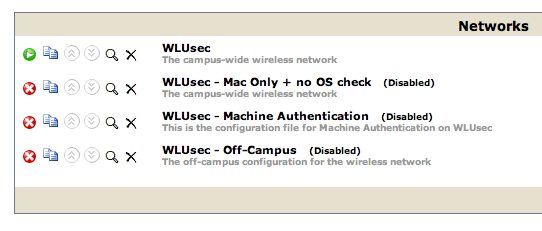 Networks
WLUsec
The campus-wide wireless network
WLUsec - Mac Only + no OS check (Disabled)
The campus-wide wireless network
WLUsec - Machine Authentication (Disabled)
This is the configuration file for Machine Authentication on WLUsec
WLUsec - Off-Campus (Disabled)
The off-campus configuration for the wireless network